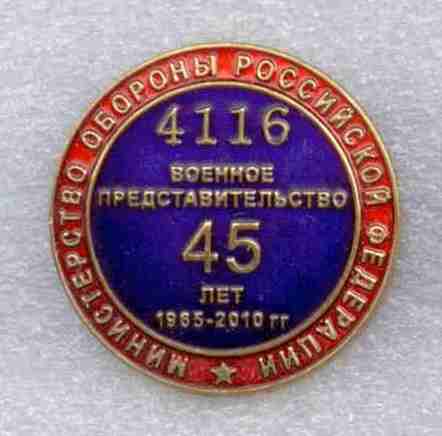 МИНИСТЕРСТВО ОБОРОНЫ РОССИЙСКОЙ ФЕДЕРАЦИИ
4116
ВОЕННОЕ
ПРЕДСТАВИТЕЛЬСТВО
45
ЛЕТ
1965-2010 гг